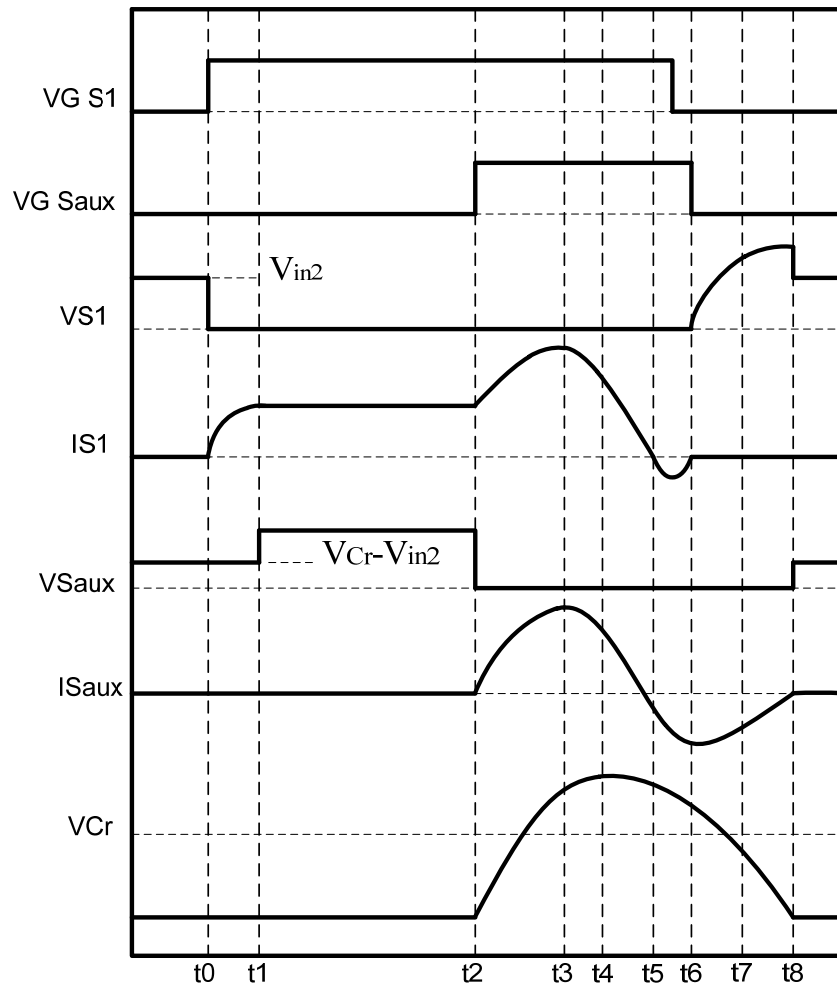 VG S1
VG Saux
Vin2
VS1
IS1
VCr-Vin2
VSaux
ISaux
VCr
t0 t1 t2 t3 t4 t5 t6 t7 t8